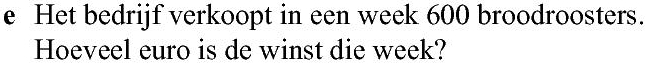 e Het bedrijf verkoopt in een week 600 broodroosters.
Hoeveel euro is de winst die week?